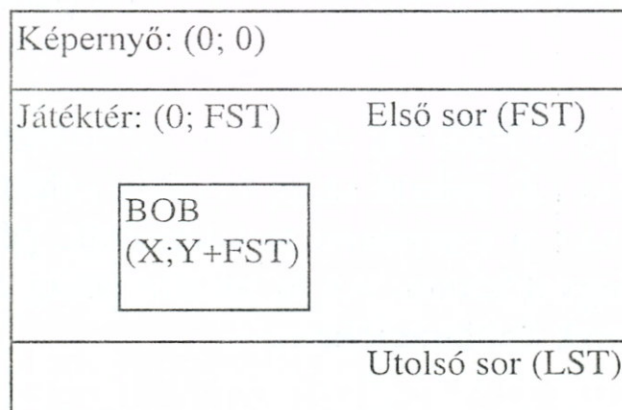 Képernyő: (0; 0)
Játéktér: (0; FST) Első sor (FST)
BOB
(X;Y+FST)
Utolsó sor (LST)